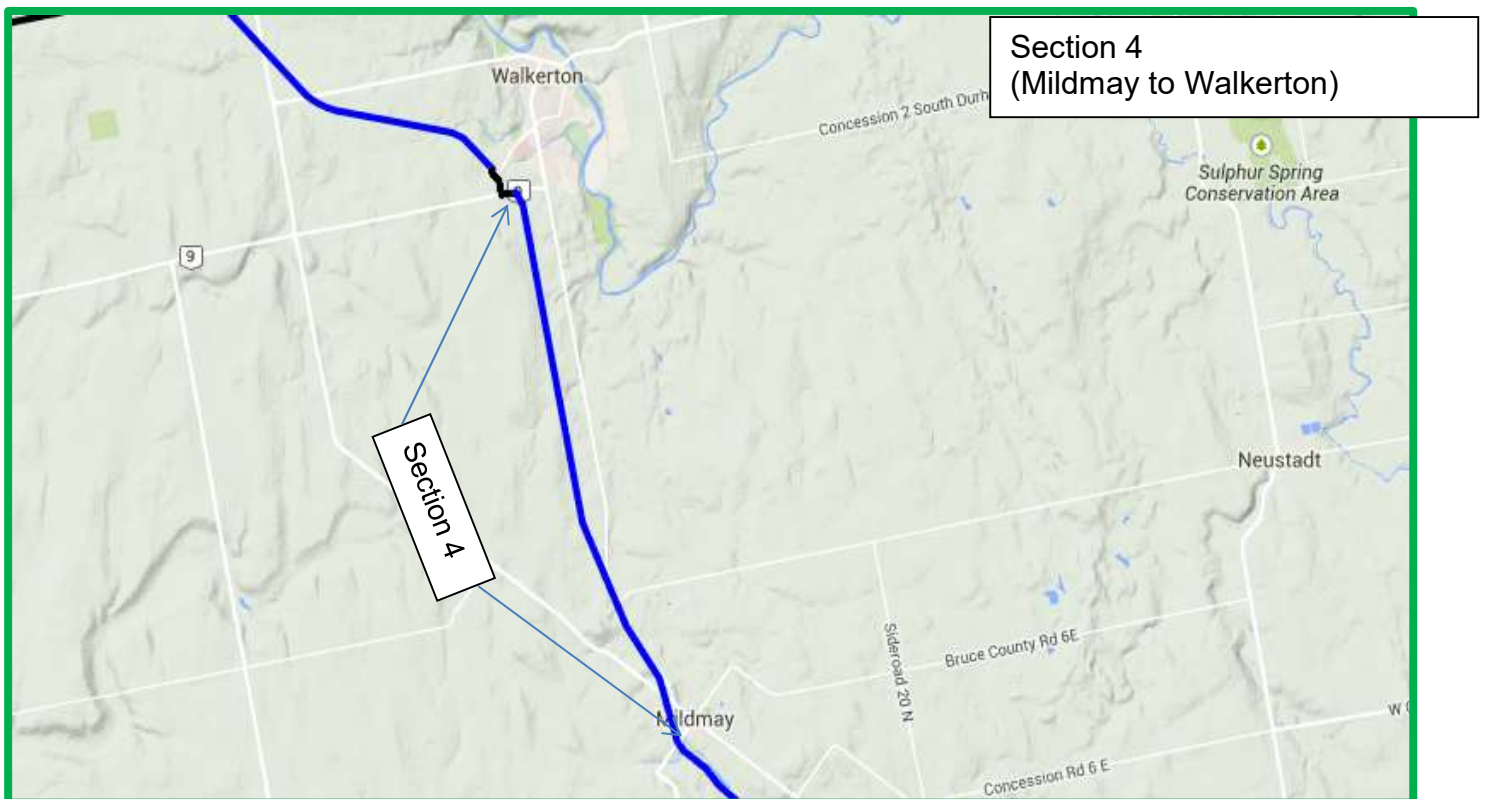 Section 4
(Mildmay to Walkerton)
Walkerton
Concession 2 South Durh
Sulphur Spring
Conservation Area
9
9
Section 4
Neustadt
Sideroad 20 N
Bruce County Rd 6E
Mildmay
W C
Concession Rd 6 E